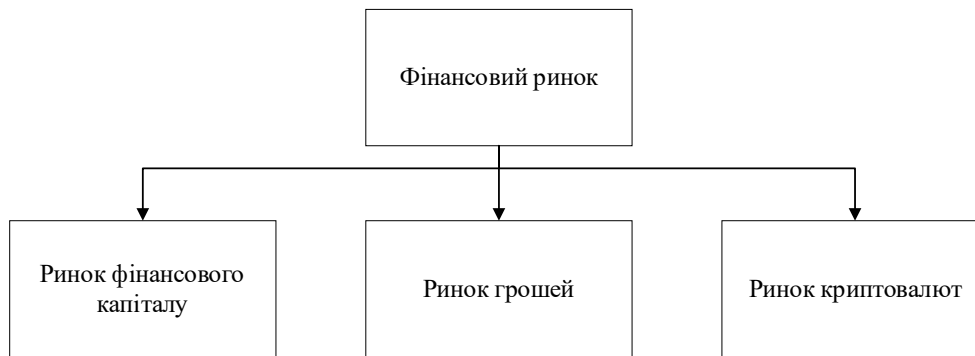 Фінансовий ринок
Ринок фінансового
капіталу
Ринок грошей
Ринок криптовалют